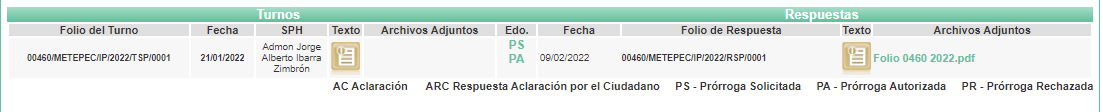 Turnos Respuestas
Folio del Turno Fecha SPH Texto Archivos Adjuntos Edo. Fecha Folio de Respuesta Texto Archivos Adjuntos
00460/METEPEC/IP/2022/TSP/0001 21/01/2022 Admon Jorge Alberto Ibarra Zimbrón PS PA 09/02/2022 00460/METEPEC/IP/2022/RSP/0001 Folio 0460 2022.pdf
AC Aclaración ARC Respuesta Aclaración por el Ciudadano PS - Prórroga Solicitada PA - Prórroga Autorizada PR - Prórroga Rechazada